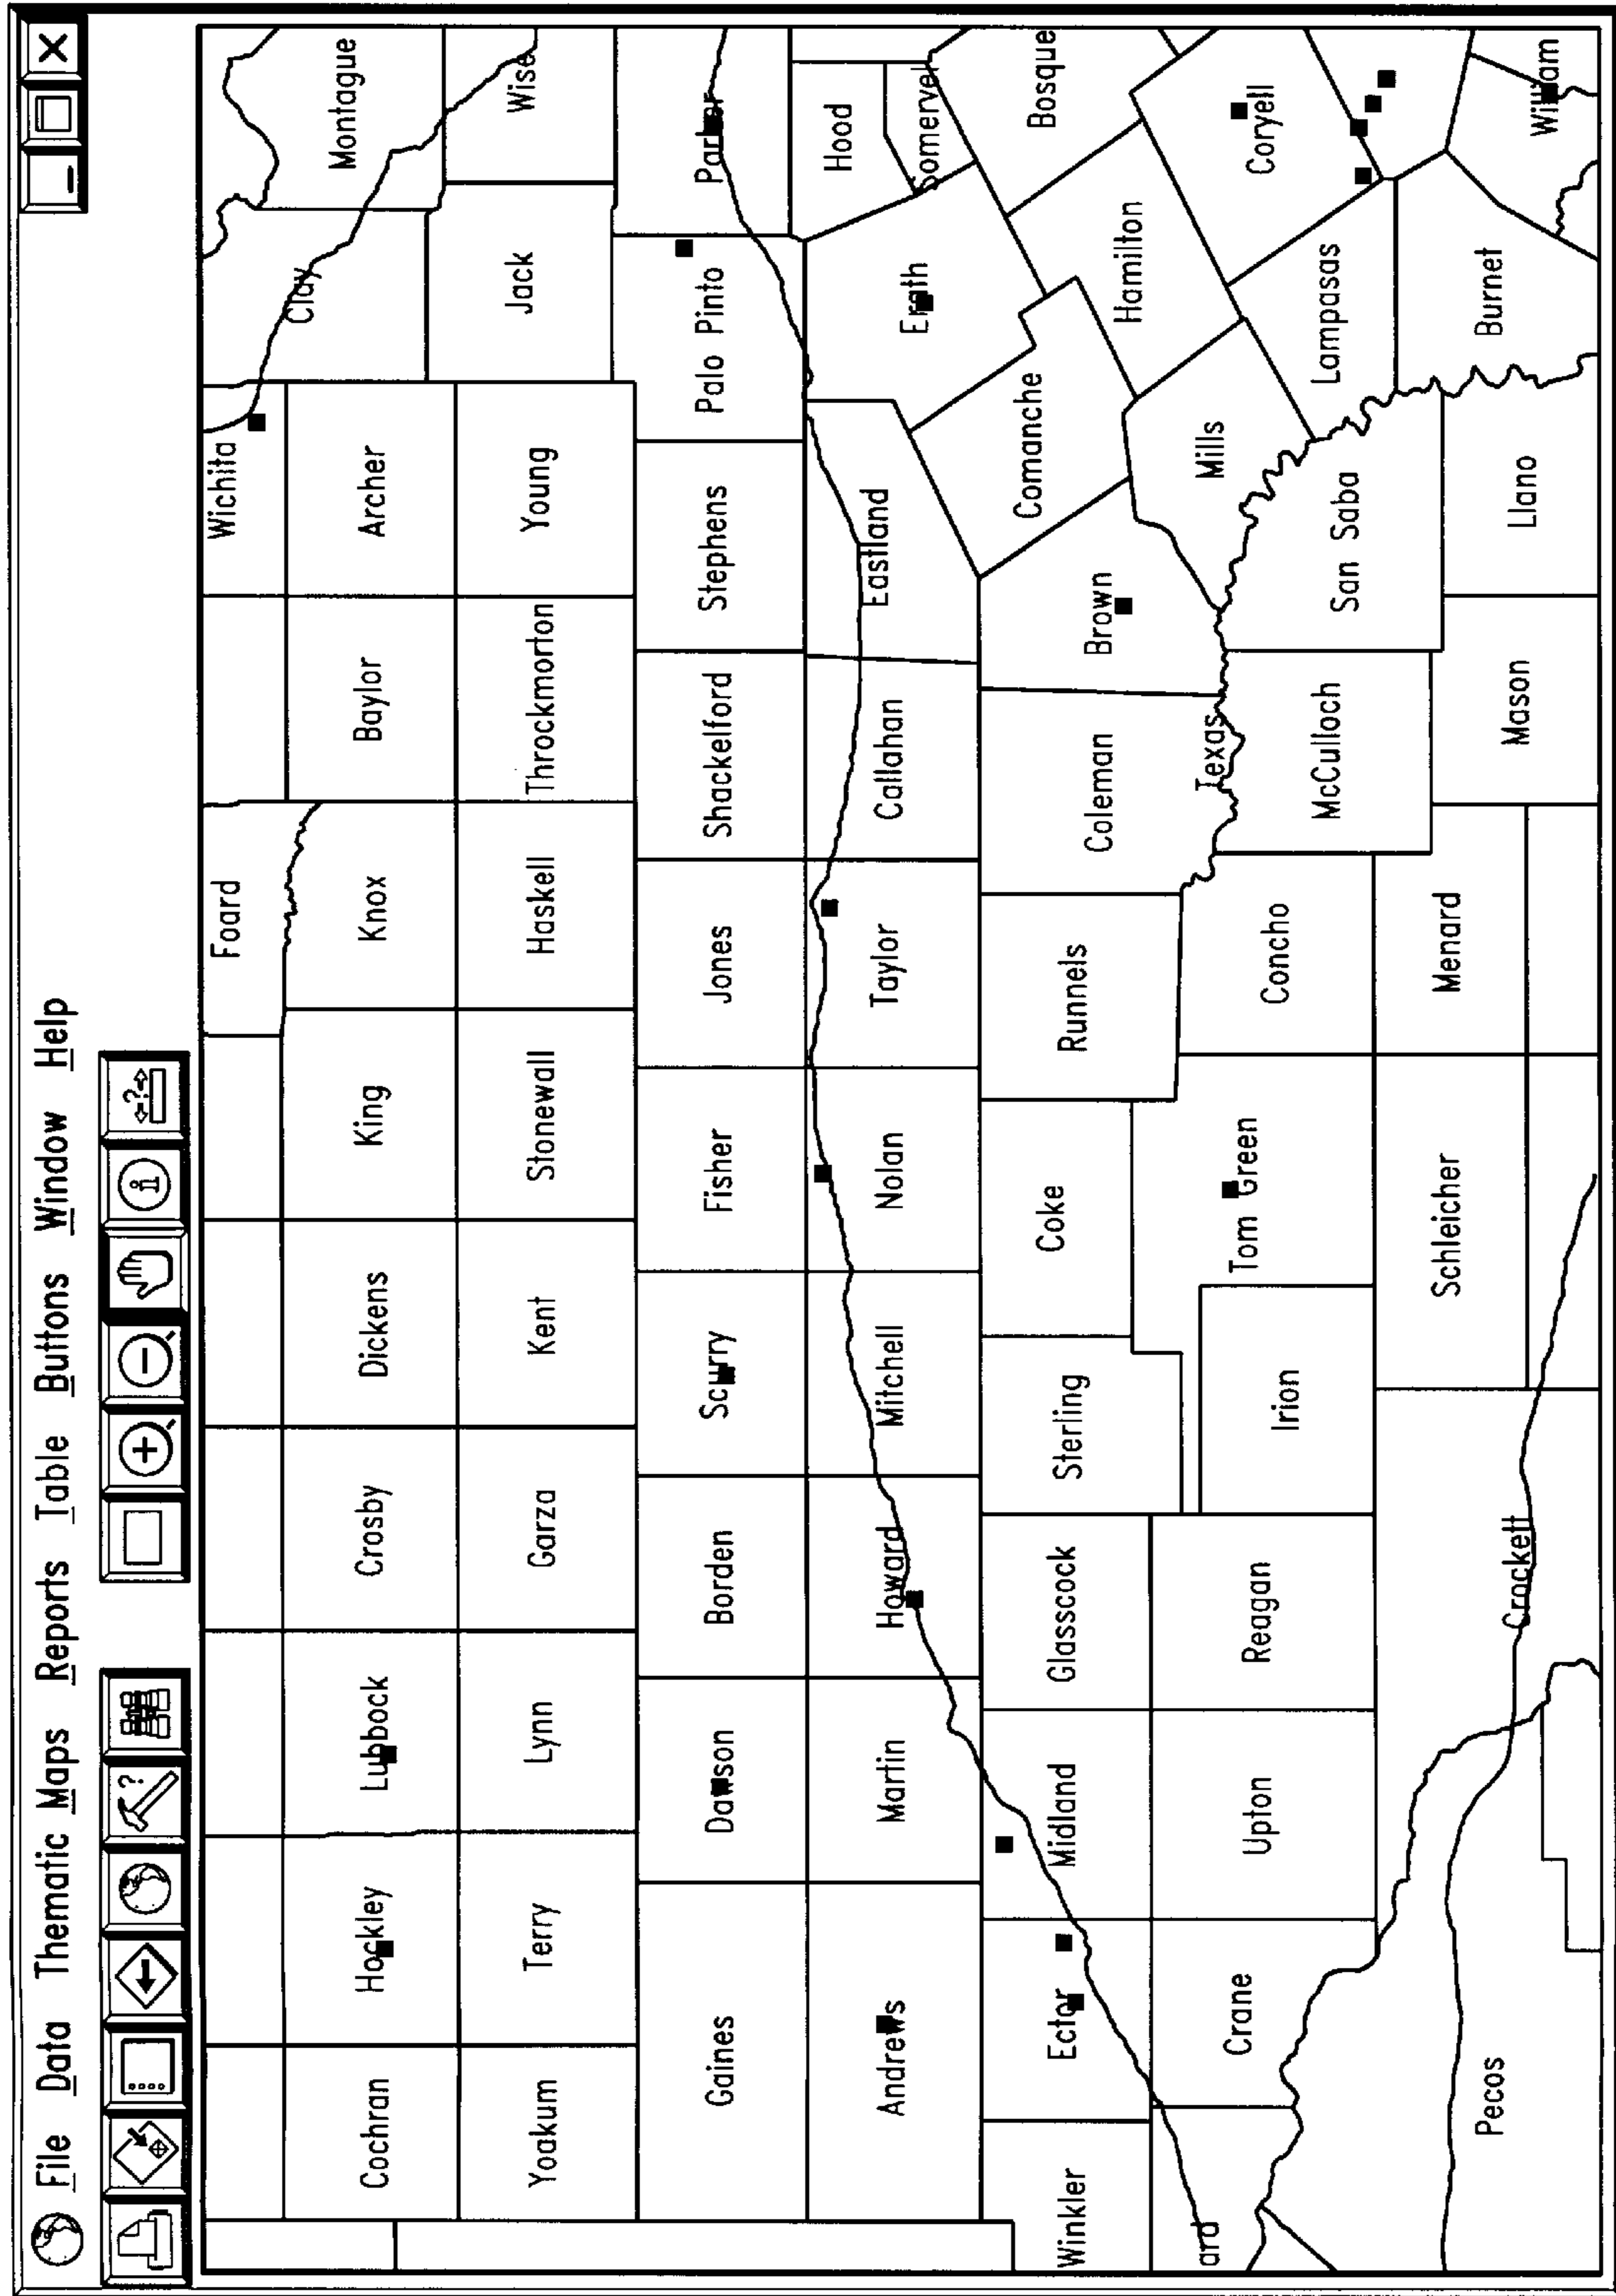 File Data Thematic Maps Reports Table Buttons Window Help
Wichita
Foard
Montague
Clay
Cochran
Hockley
Lubbock
Crosby
Dickens
King
Knox
Baylor
Archer
Yoakum
Terry
Lynn
Garza
Kent
Stonewall
Haskell
Throckmorton
Young
Jack
Wise
Gaines
Dawson
Borden
Scurry
Fisher
Jones
Shackelford
Stephens
Palo Pinto
Parker
Andrews
Martin
Howard
Mitchell
Nolan
Taylor
Callahan
Eastland
Erath
Hood
Somervel
Winkler
Ector
Midland
Glasscock
Sterling
Coke
Runnels
Coleman
Brown
Comanche
Hamilton
Bosque
ard
Crane
Upton
Reagan
Irion
Tom Green
Concho
Texas
McCulloch
Mills
San Saba
Lampasas
Coryell
Pecos
Crockett
Schleicher
Menard
Mason
Llano
Burnet